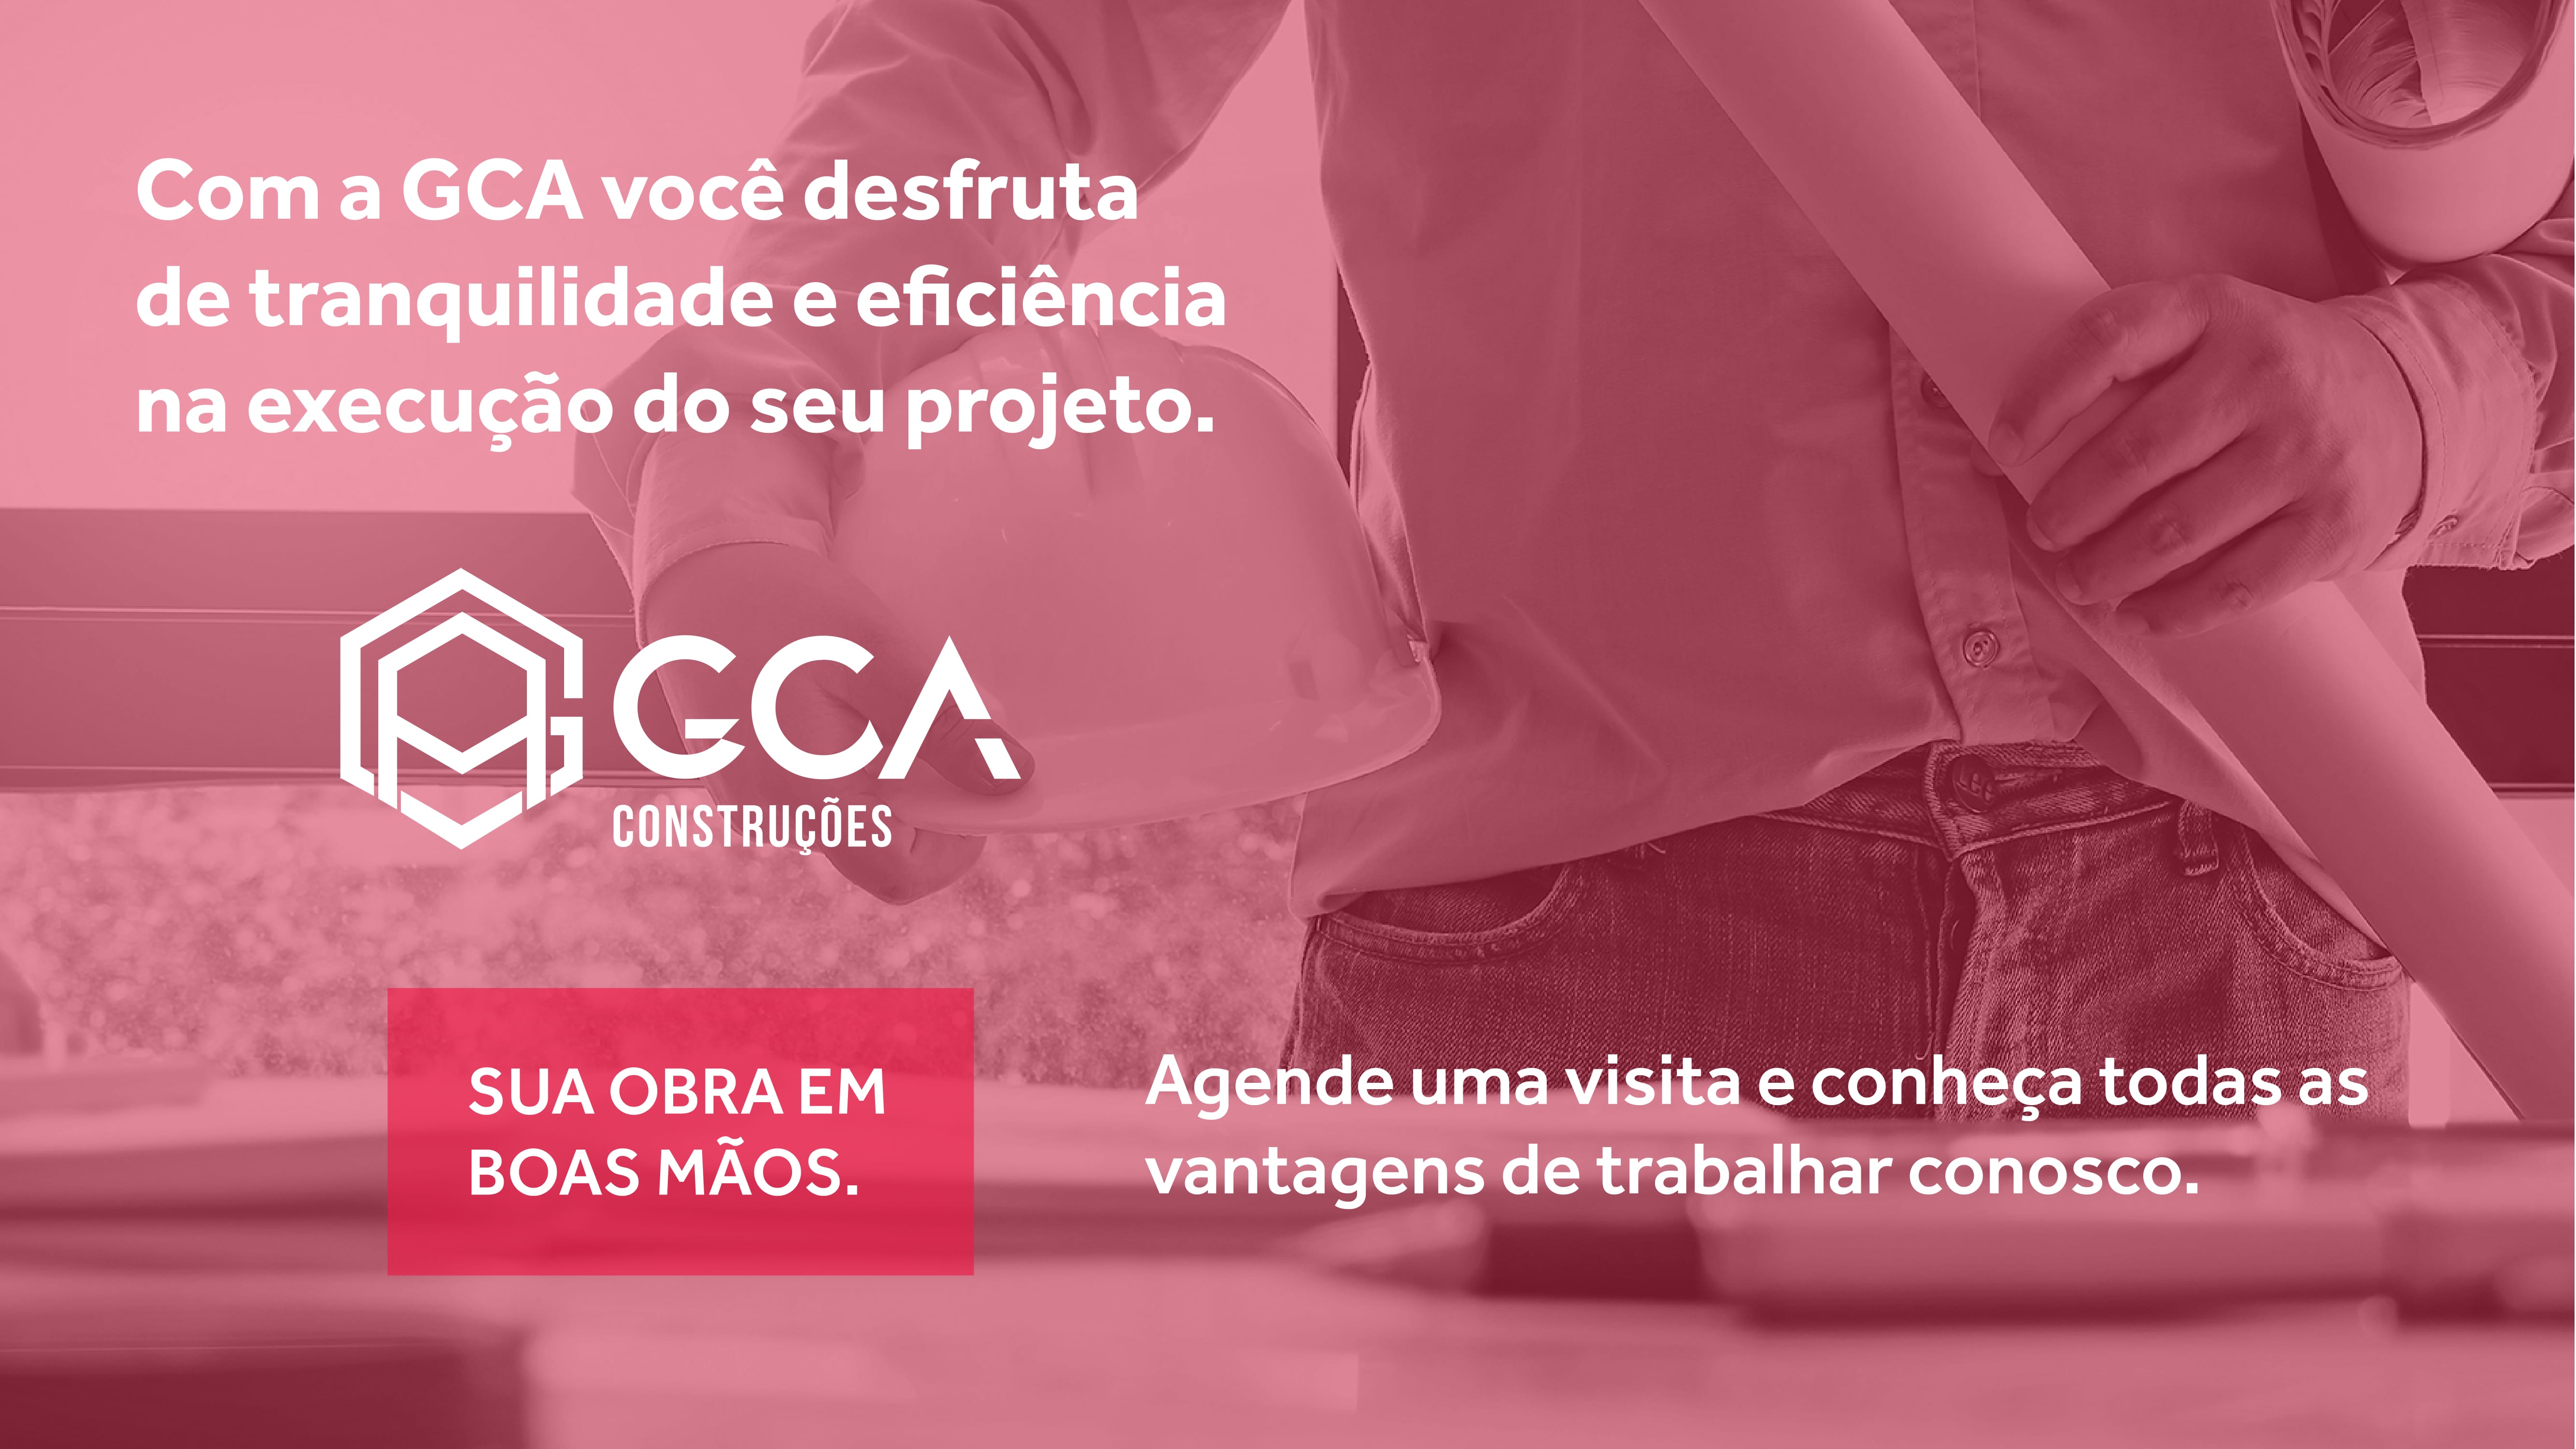 Com a GCA você desfruta
de tranquilidade e eficiência
na execução do seu projeto.
GCA
CONSTRUÇÕES
SUA OBRA EM
BOAS MÃOS.
Agende uma visita e conheça todas as
vantagens de trabalhar conosco.